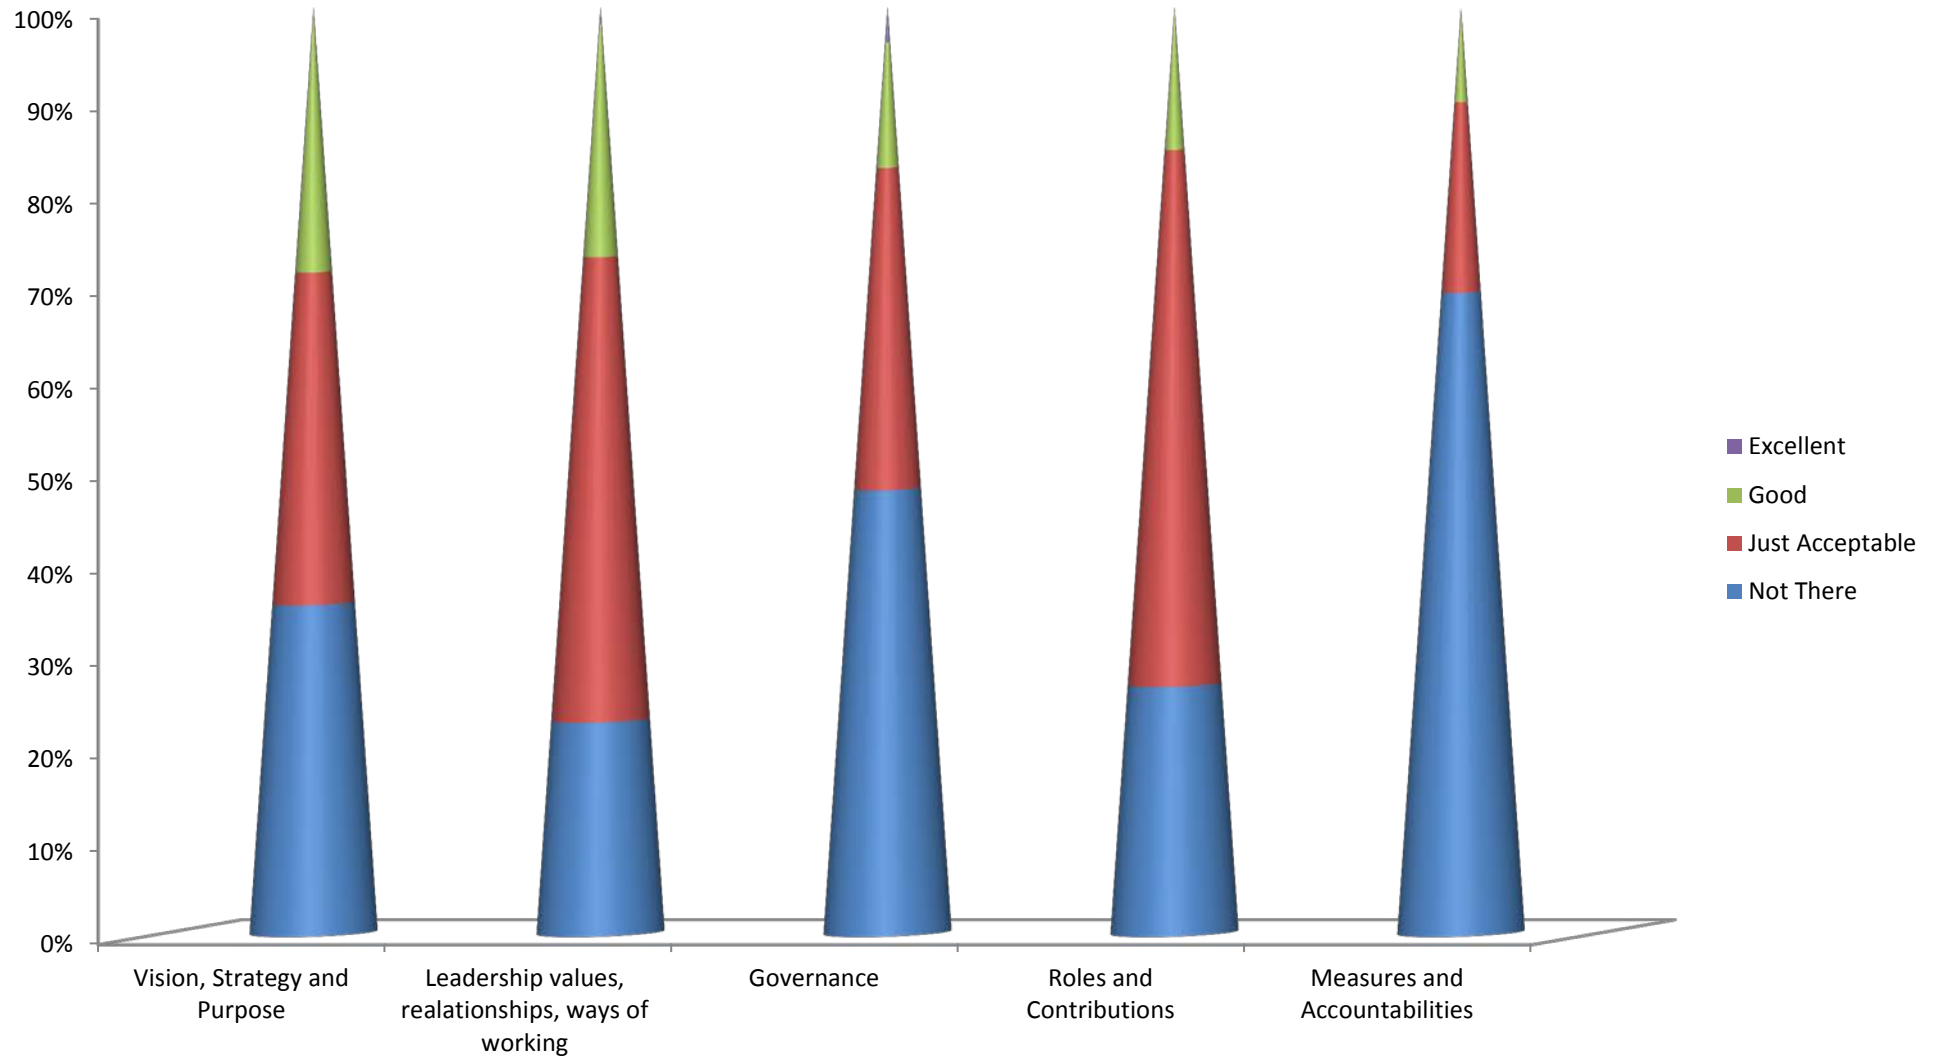 100%
90%
80%
70%
60%
50%
40%
30%
20%
10%
0%
Vision, Strategy and
Purpose
Leadership values,
realationships, ways of
working
Governance
Roles and
Contributions
Measures and
Accountabilities
Excellent
Good
Just Acceptable
Not There